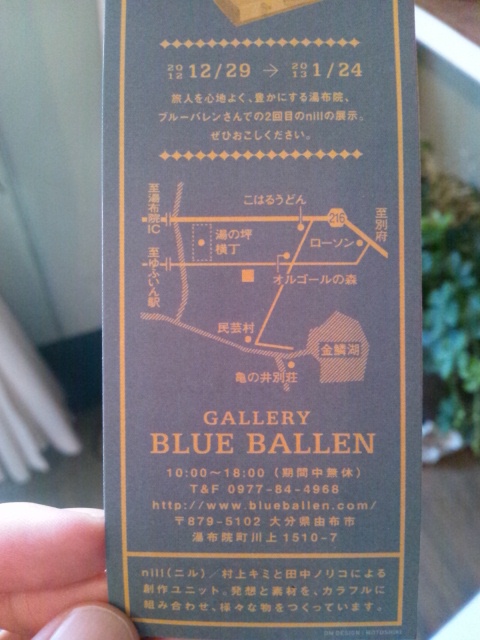 2012 12/29 → 2013 1/24
旅人を心地よく、豊かにする湯布院、
ブルーバレンさんでの2回目のnillの展示。
ぜひおこしください。
至湯布院IC
こはるうどん
216
至別府
湯の坪
横丁
ローソン
至ゆふいん駅
オルゴールの森
民芸村
金鱗湖
亀の井別荘
GALLERY
BLUE BALLEN
10:00~18:00（期間中無休）
T&F 0977-84-4968
http://www.blueballen.com/
〒879-5102 大分県由布市
湯布院町川上 1510-7
nill（ニル）／村上キミと田中ノリコによる
創作ユニット。発想と素材を、カラフルに
組み合わせ、様々な物をつくっています。